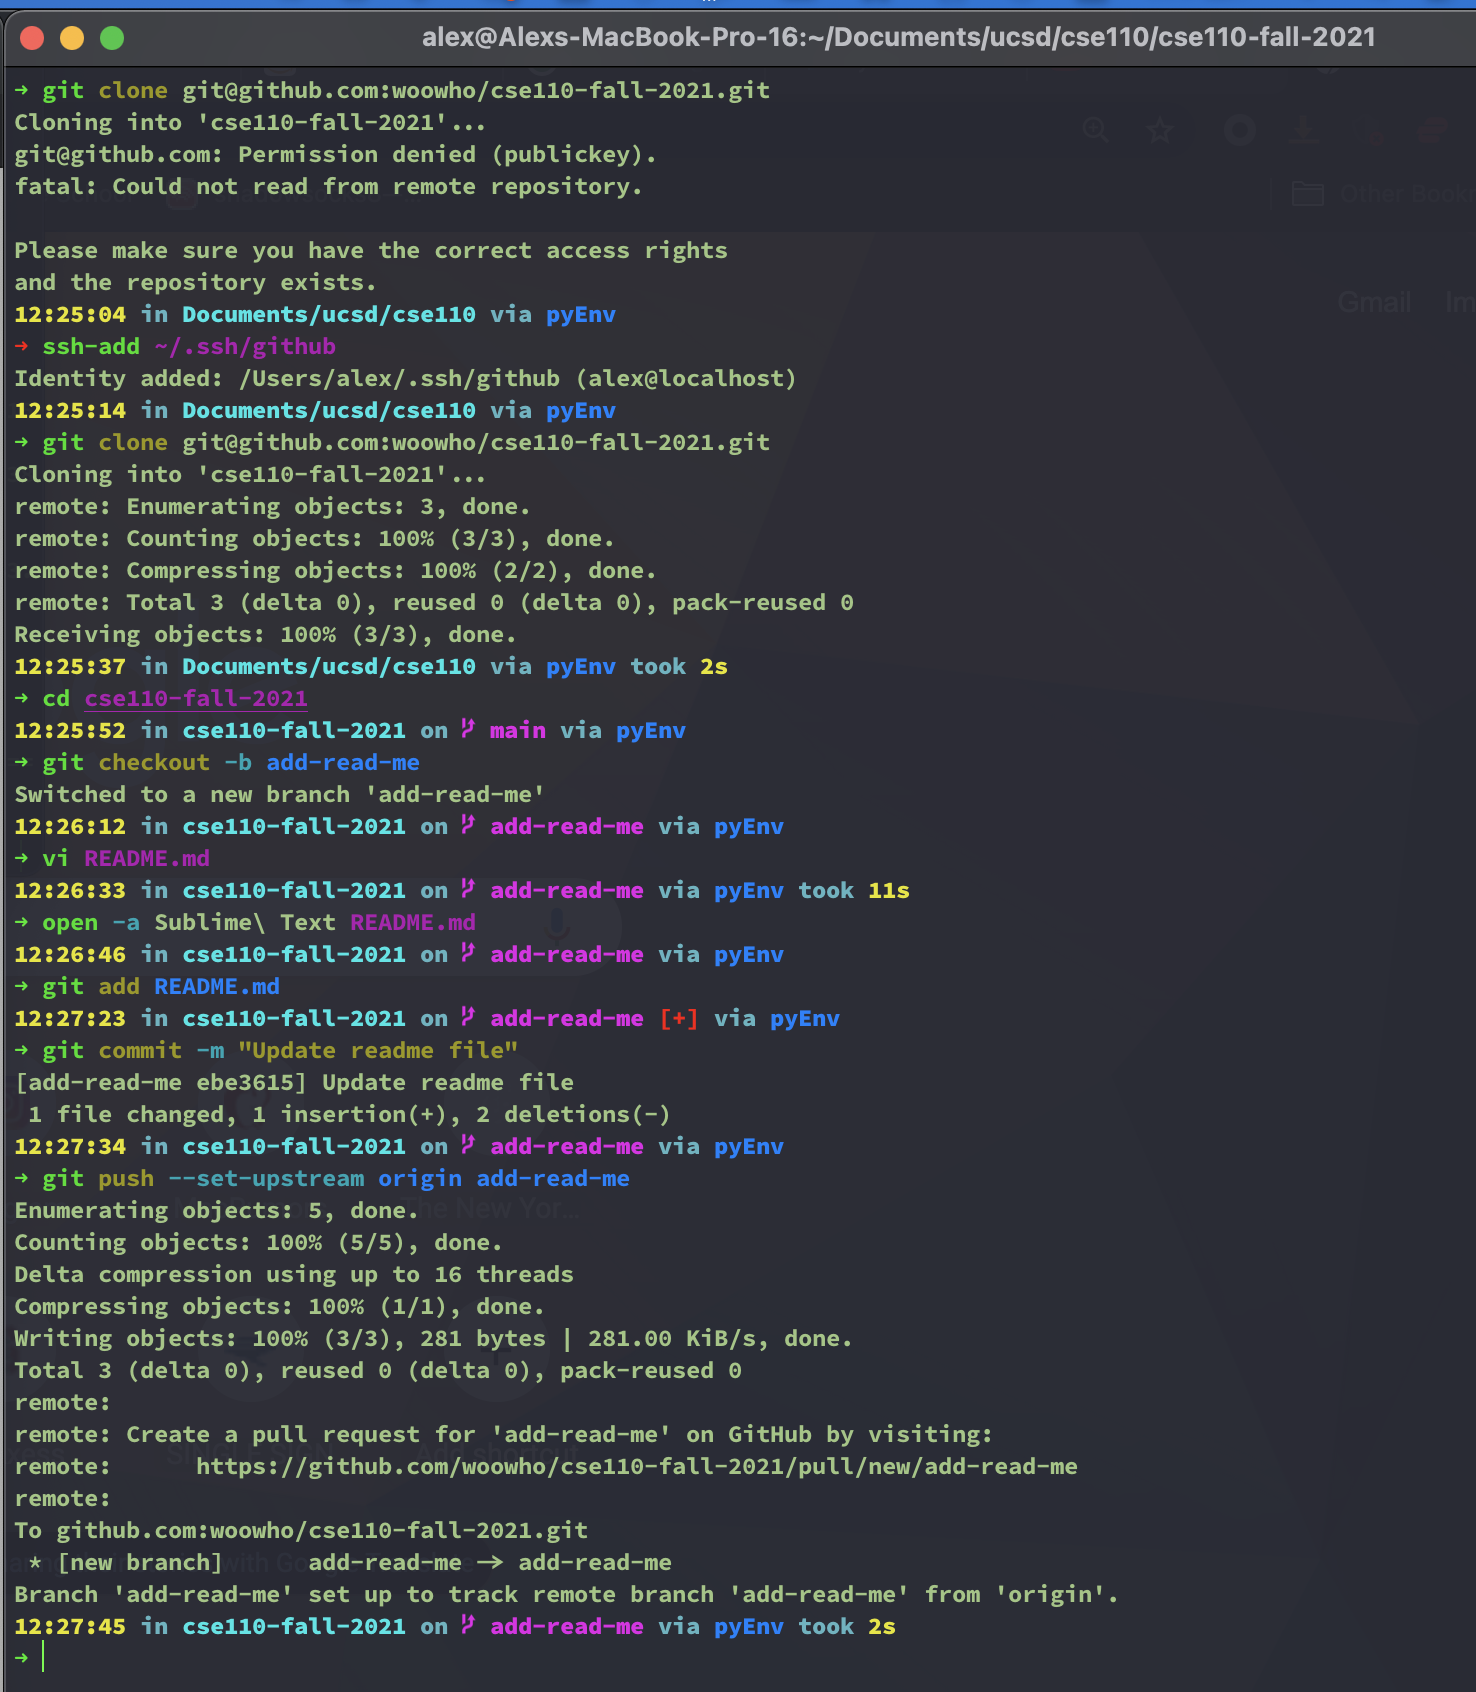 alex@Alexs-MacBook-Pro-16:~/Documents/ucsd/cse110/cse110-fall-2021
→ git clone git@github.com:woowho/cse110-fall-2021.git
Cloning into 'cse110-fall-2021'...
git@github.com: Permission denied (publickey).
fatal: Could not read from remote repository.
Other Book
Please make sure you have the correct access rights
and the repository exists.
Gmail Im
12:25:04 in Documents/ucsd/cse110 via pyEnv
→ ssh-add ~/.ssh/github
Identity added: /Users/alex/.ssh/github (alex@localhost)
12:25:14 in Documents/ucsd/cse110 via pyEnv
→ git clone git@github.com:woowho/cse110-fall-2021.git
Cloning into 'cse110-fall-2021'...
remote: Enumerating objects: 3, done.
remote: Counting objects: 100% (3/3), done.
remote: Compressing objects: 100% (2/2), done.
remote: Total 3 (delta 0), reused 0 (delta 0), pack-reused 0
Receiving objects: 100% (3/3), done.
12:25:37 in Documents/ucsd/cse110 via pyEnv took 2s
→ cd cse110-fall-2021
12:25:52 in cse110-fall-2021 on main via pyEnv
→ git checkout -b add-read-me
Switched to a new branch 'add-read-me'
12:26:12 in cse110-fall-2021 on add-read-me via pyEnv
→ vi README.md
12:26:33 in cse110-fall-2021 on add-read-me via pyEnv took 11s
→ open -a Sublime\ Text README.md
12:26:46 in cse110-fall-2021 on add-read-me via pyEnv
→ git add README.md
12:27:23 in cse110-fall-2021 on add-read-me [+] via pyEnv
→ git commit -m "Update readme file"
[add-read-me ebe3615] Update readme file
1 file changed, 1 insertion(+), 2 deletions(-)
12:27:34 in cse110-fall-2021 on add-read-me via pyEnv
→ git push --set-upstream origin add-read-me
Enumerating objects: 5, done.
The New Yor...
Counting objects: 100% (5/5), done.
Delta compression using up to 16 threads
Compressing objects: 100% (1/1), done.
Writing objects: 100% (3/3), 281 bytes | 281.00 KiB/s, done.
Total 3 (delta 0), reused 0 (delta 0), pack-reused 0
remote:
remote: Create a pull request for 'add-read-me' on GitHub by visiting:
SINGLE SIGN
Add shortcut
remote: https://github.com/woowho/cse110-fall-2021/pull/new/add-read-me
remote:
To github.com:woowho/cse110-fall-2021.git
* [new branch] add-read-me -> add-read-me
Branch 'add-read-me' set up to track remote branch 'add-read-me' from 'origin'.
12:27:45 in cse110-fall-2021 on add-read-me via pyEnv took 2s
→